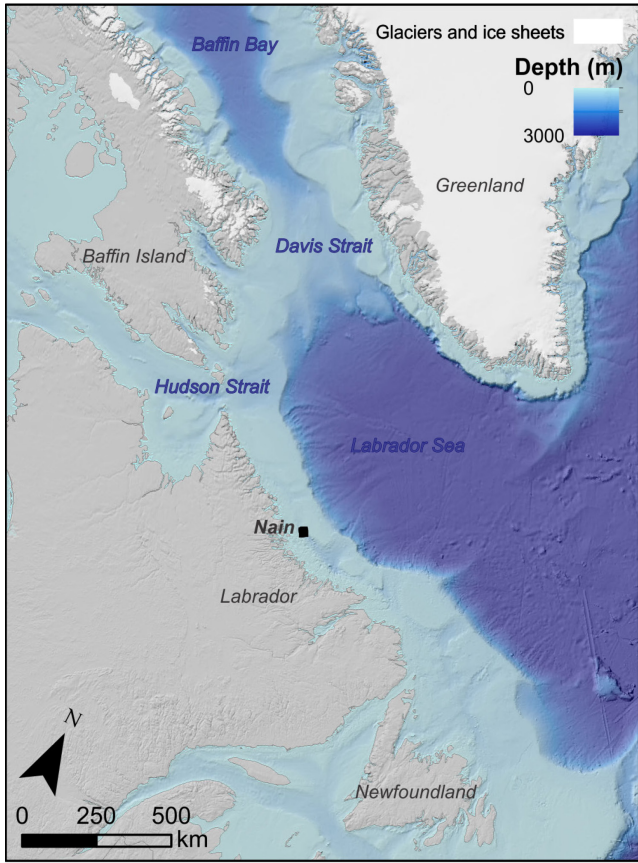 Baffin Bay
Glaciers and ice sheets
Depth (m)
0
3000
Greenland
Davis Strait
Baffin Island
Hudson Strait
Labrador Sea
Nain
Labrador
N
0 250 500
km
Newfoundland